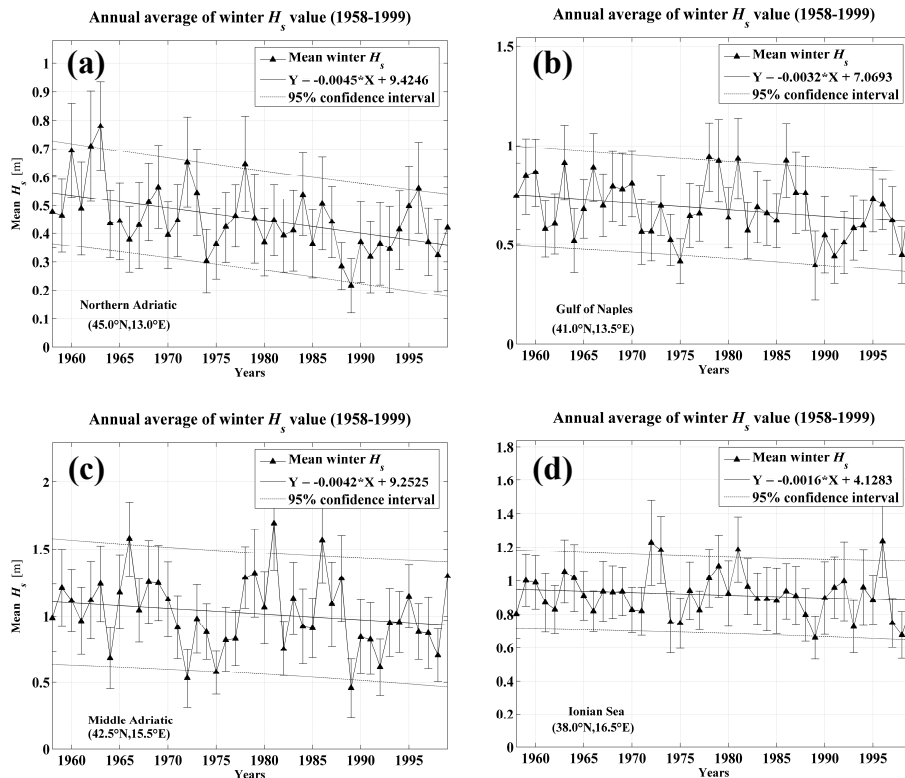 Annual average of winter Hs value (1958-1999)
(a)
Mean winter Hs
Y - -0.0045*X + 9.4246
95% confidence interval
Mean Hs [m]
1
0.9
0.8
0.7
0.6
0.5
0.4
0.3
0.2
0.1
0
Northern Adriatic
(45.0°N,13.0°E)
1960 1965 1970 1975 1980 1985 1990 1995
Years
Annual average of winter Hs value (1958-1999)
(b)
Mean winter Hs
Y - -0.0032*X + 7.0693
95% confidence interval
1.5
1
0.5
0
Gulf of Naples
(41.0°N,13.5°E)
1960 1965 1970 1975 1980 1985 1990 1995
Years
Annual average of winter Hs value (1958-1999)
(c)
Mean winter Hs
Y - -0.0042*X + 9.2525
95% confidence interval
Mean Hs [m]
2
1.5
1
0.5
0
Middle Adriatic
(42.5°N,15.5°E)
1960 1965 1970 1975 1980 1985 1990 1995
Years
Annual average of winter Hs value (1958-1999)
(d)
Mean winter Hs
Y - -0.0016*X + 4.1283
95% confidence interval
1.8
1.6
1.4
1.2
1
0.8
0.6
0.4
0.2
0
Ionian Sea
(38.0°N,16.5°E)
1960 1965 1970 1975 1980 1985 1990 1995
Years